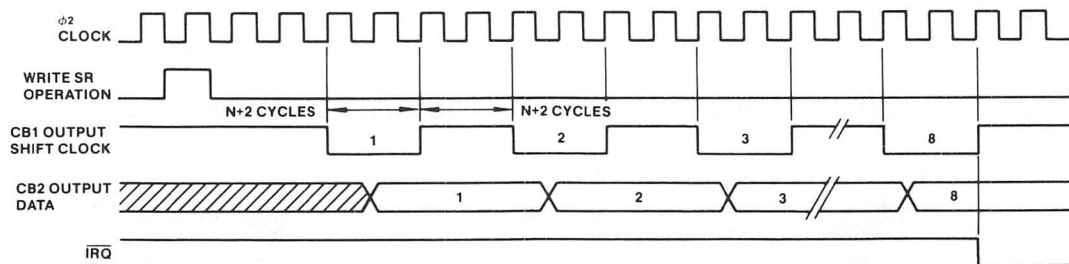 ϕ2
CLOCK
WRITE SR
OPERATION
N+2 CYCLES
N+2 CYCLES
CB1 OUTPUT
SHIFT CLOCK
1
2
3
8
CB2 OUTPUT
DATA
1
2
3
8
IRQ